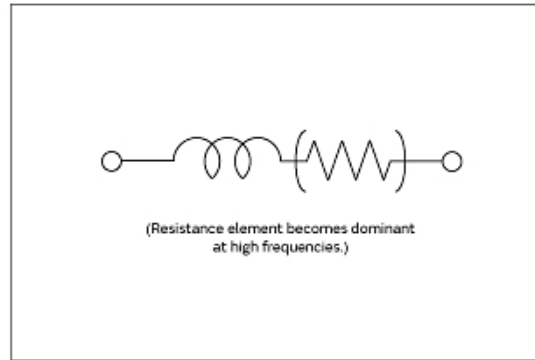 (Resistance element becomes dominant
at high frequencies.)